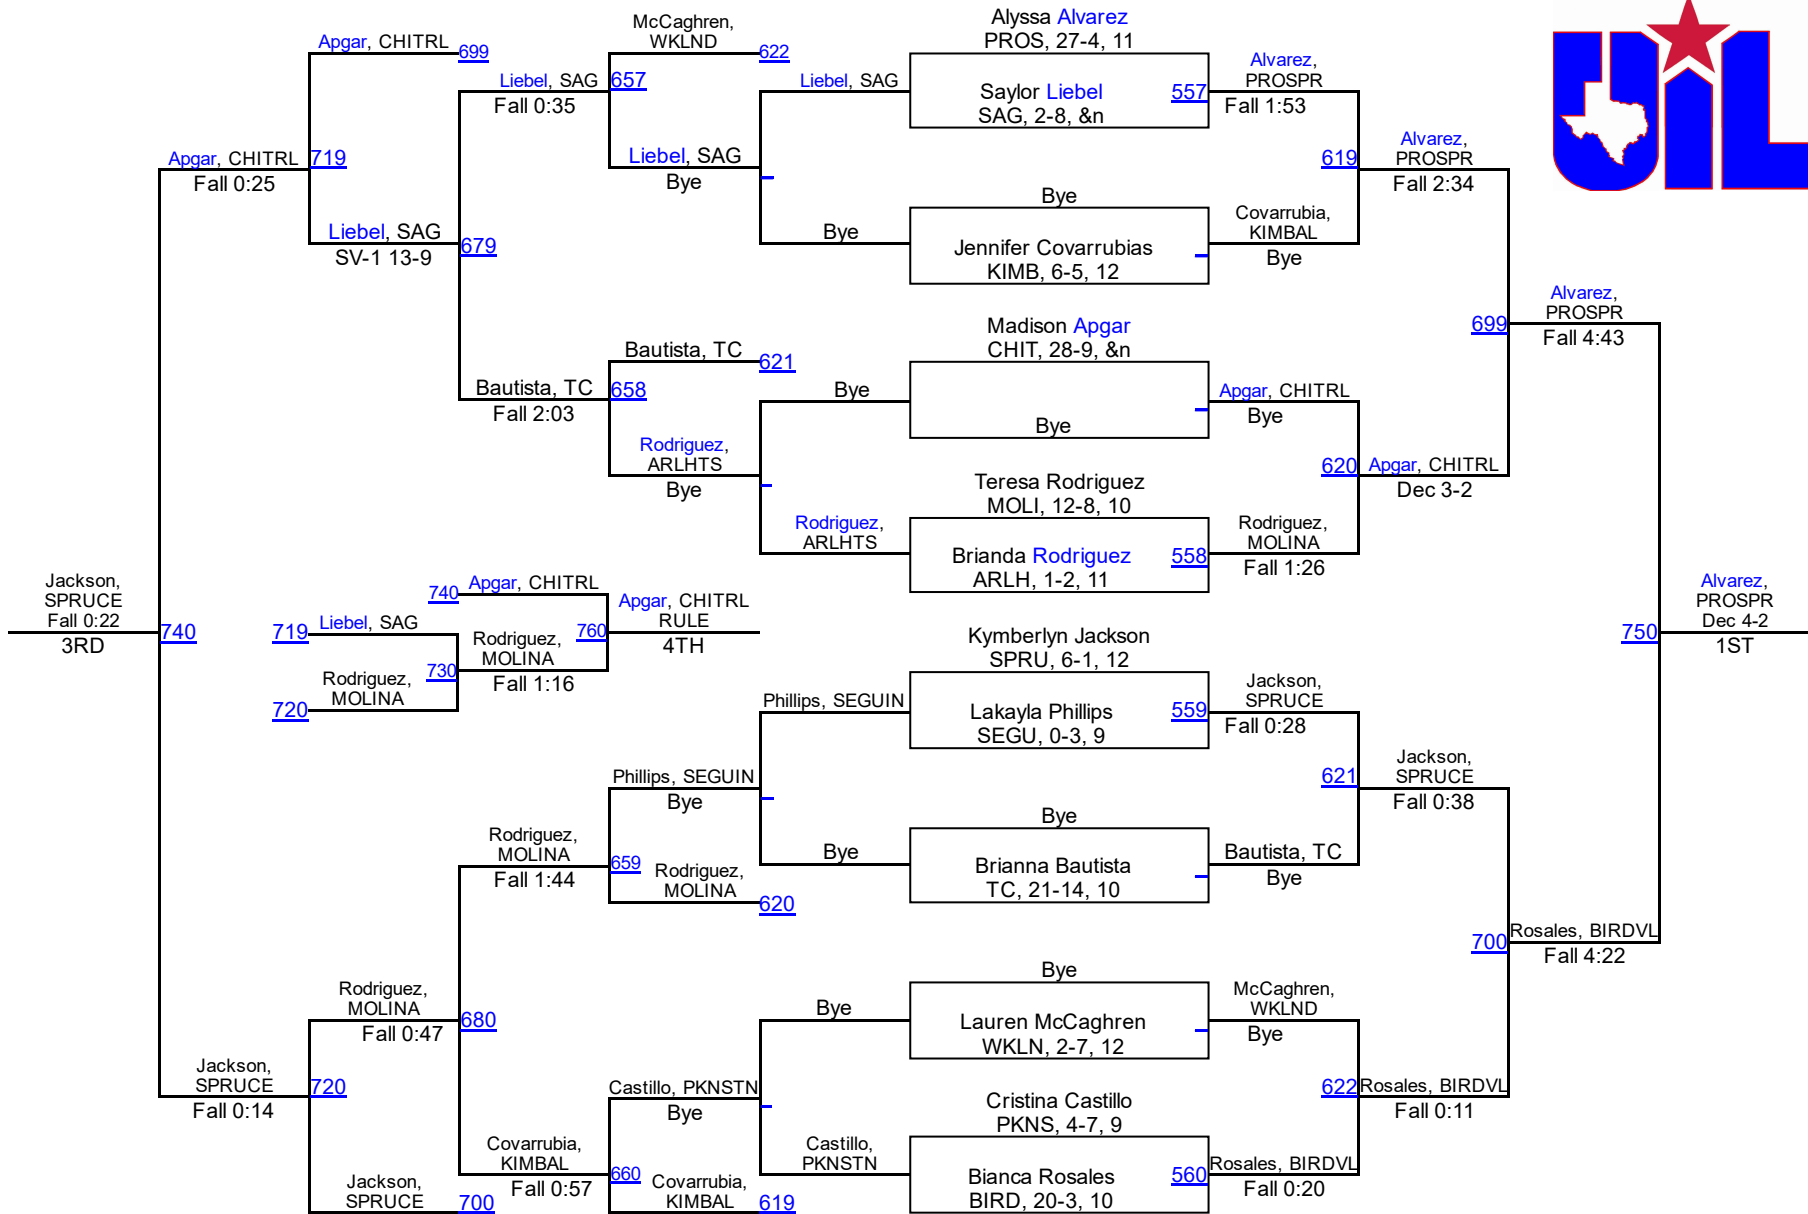 McCaghren,
WKLND
622
Apgar, CHITRL
699
Liebel, SAG
657
Fall 0:35
Liebel, SAG
Bye
Liebel, SAG
Bye
Apgar, CHITRL
719
Fall 0:25
Liebel, SAG
SV-1 13-9
679
Bautista, TC
621
Bautista, TC
658
Fall 2:03
Rodriguez,
ARLHTS
Bye
Bye
Rodriguez,
ARLHTS
Jackson,
SPRUCE
Fall 0:22
3RD
740
740
Apgar, CHITRL
719
Liebel, SAG
Rodriguez,
MOLINA
Fall 1:16
730
Rodriguez,
MOLINA
720
760
Apgar, CHITRL
RULE
4TH
Phillips, SEGUIN
Phillips, SEGUIN
Bye
Bye
Rodriguez,
MOLINA
Fall 1:44
659
Rodriguez,
MOLINA
620
Rodriguez,
MOLINA
Fall 0:47
680
Jackson,
SPRUCE
Fall 0:14
720
Bye
Castillo, PKNSTN
Bye
Castillo,
PKNSTN
Covarrubia,
KIMBAL
Fall 0:57
660
Covarrubia,
KIMBAL
619
Jackson,
SPRUCE
700
Alyssa Alvarez
PROS, 27-4, 11
Saylor Liebel
SAG, 2-8, &n
557
Bye
Jennifer Covarrubias
KIMB, 6-5, 12
Madison Apgar
CHIT, 28-9, &n
Bye
Teresa Rodriguez
MOLI, 12-8, 10
Brianda Rodriguez
ARLH, 1-2, 11
558
Kymberlyn Jackson
SPRU, 6-1, 12
Lakayla Phillips
SEGU, 0-3, 9
559
Bye
Brianna Bautista
TC, 21-14, 10
Bye
Lauren McCaghren
WKLN, 2-7, 12
Cristina Castillo
PKNS, 4-7, 9
Bianca Rosales
BIRD, 20-3, 10
560
Alvarez,
PROSPR
Fall 1:53
619
Covarrubia,
KIMBAL
Bye
Alvarez,
PROSPR
Fall 2:34
Apgar, CHITRL
Bye
620
Apgar, CHITRL
Dec 3-2
Rodriguez,
MOLINA
Fall 1:26
699
Alvarez,
PROSPR
Fall 4:43
Jackson,
SPRUCE
Fall 0:28
621
Jackson,
SPRUCE
Fall 0:38
Bautista, TC
Bye
700
Rosales, BIRDVL
Fall 4:22
McCaghren,
WKLND
Bye
622
Rosales, BIRDVL
Fall 0:11
Rosales, BIRDVL
Fall 0:20
750
Alvarez,
PROSPR
Dec 4-2
1ST
UIL